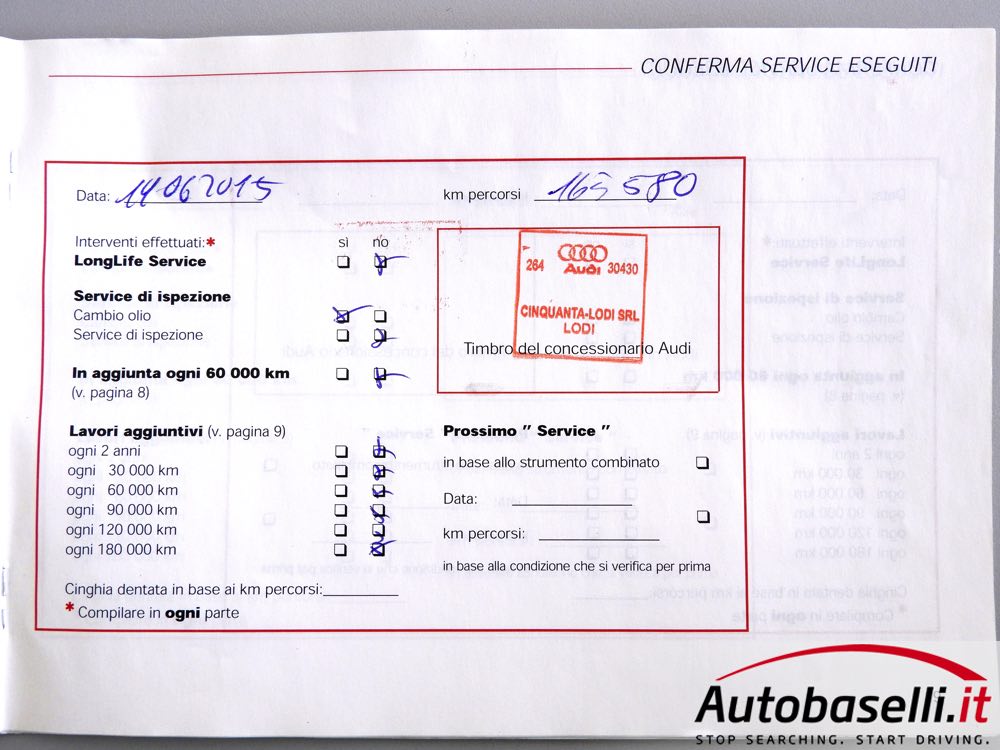 CONFERMA SERVICE ESEGUITI
Data: 14062015
km percorsi 165 580
Interventi effettuati:* sì no
LongLife Service
Service di ispezione
Cambio olio
Service di ispezione
In aggiunta ogni 60 000 km
(v. pagina 8)
264 Audi 30430
CINQUANTA-LODI SRL
LODI
Timbro del concessionario Audi
Lavori aggiuntivi (v. pagina 9)
ogni 2 anni
ogni 30 000 km
ogni 60 000 km
ogni 90 000 km
ogni 120 000 km
ogni 180 000 km
Prossimo " Service "
in base allo strumento combinato
Data:
km percorsi:
in base alla condizione che si verifica per prima
Cinghia dentata in base ai km percorsi:
* Compilare in ogni parte
Autobaselli.it
STOP SEARCHING. START DRIVING.